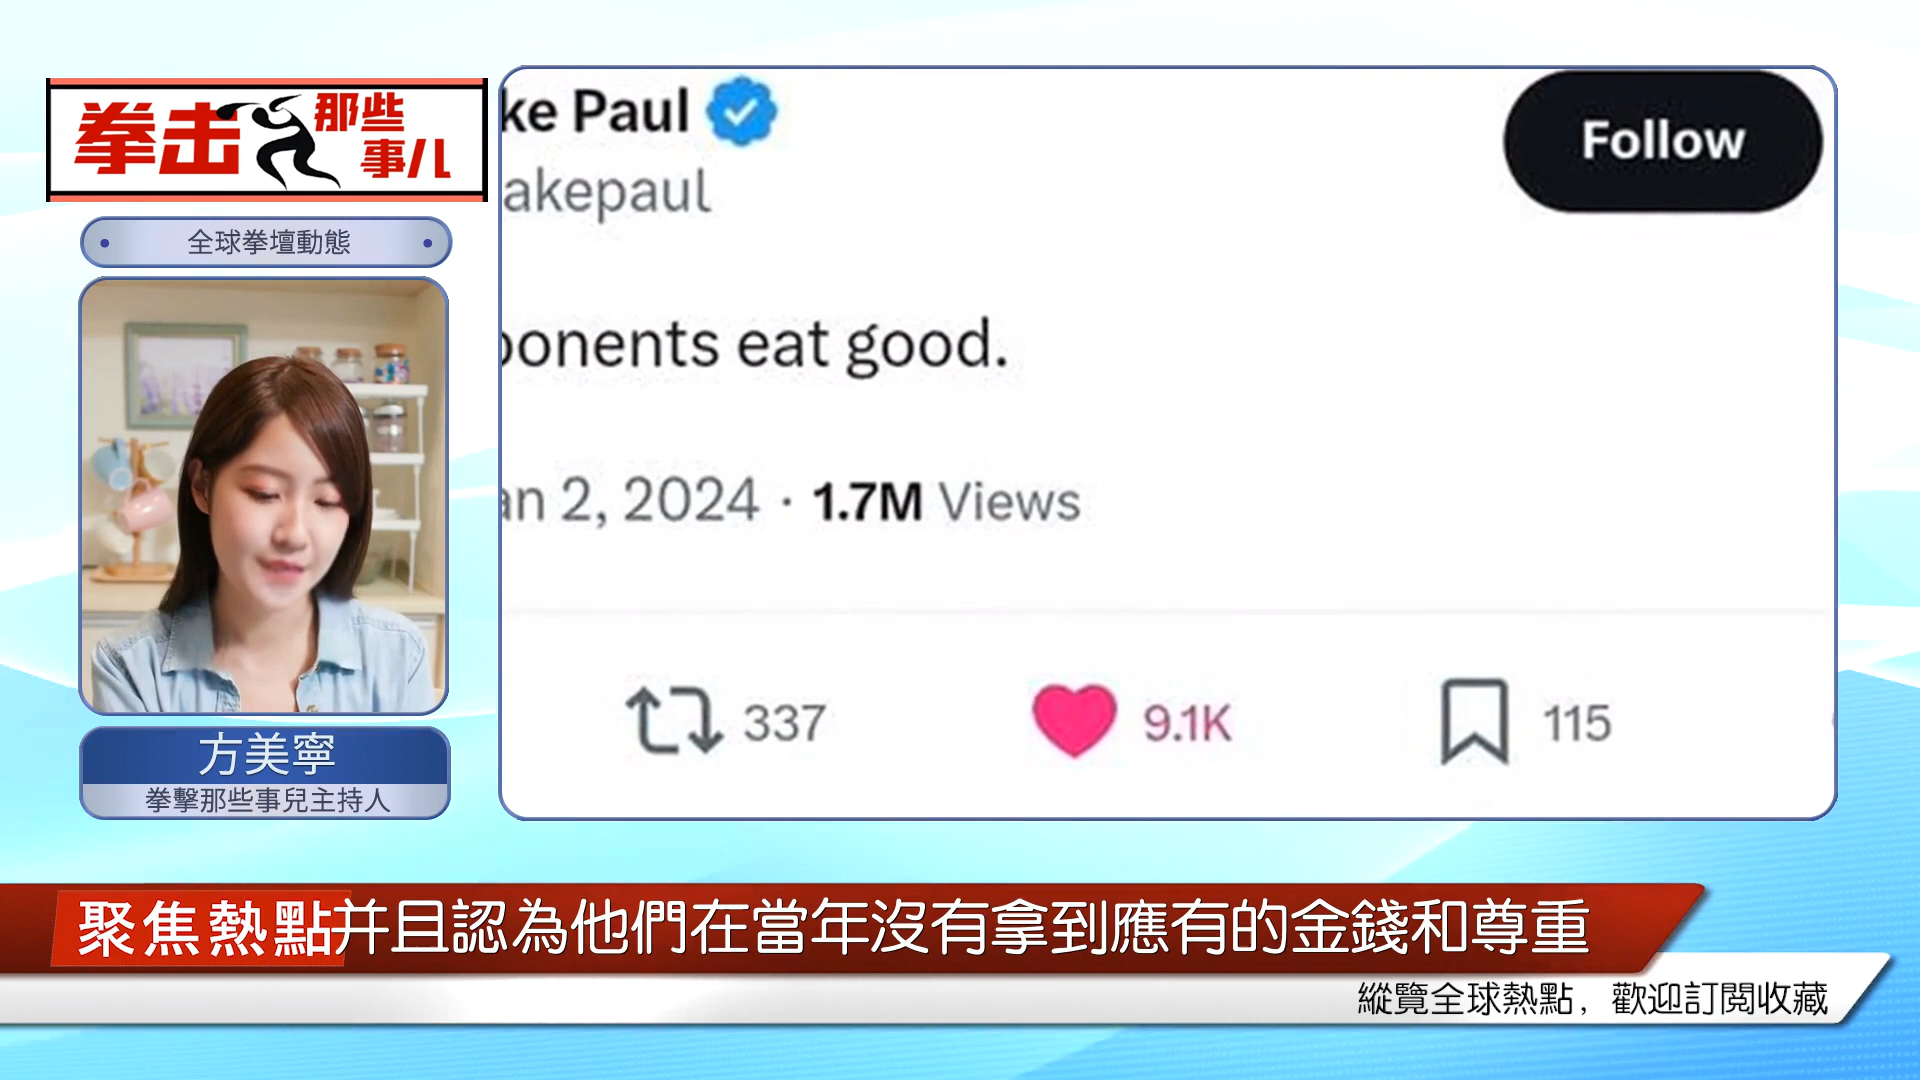 拳击那些
事儿
全球拳壇動態
方美寧
拳擊那些事兒主持人
ke Paul
akepaul
Follow
ponents eat good.
an 2, 2024 · 1.7M Views
337
9.1K
115
聚焦熱點
并且認為他們在當年沒有拿到應有的金錢和尊重
縱覽全球熱點，歡迎訂閱收藏